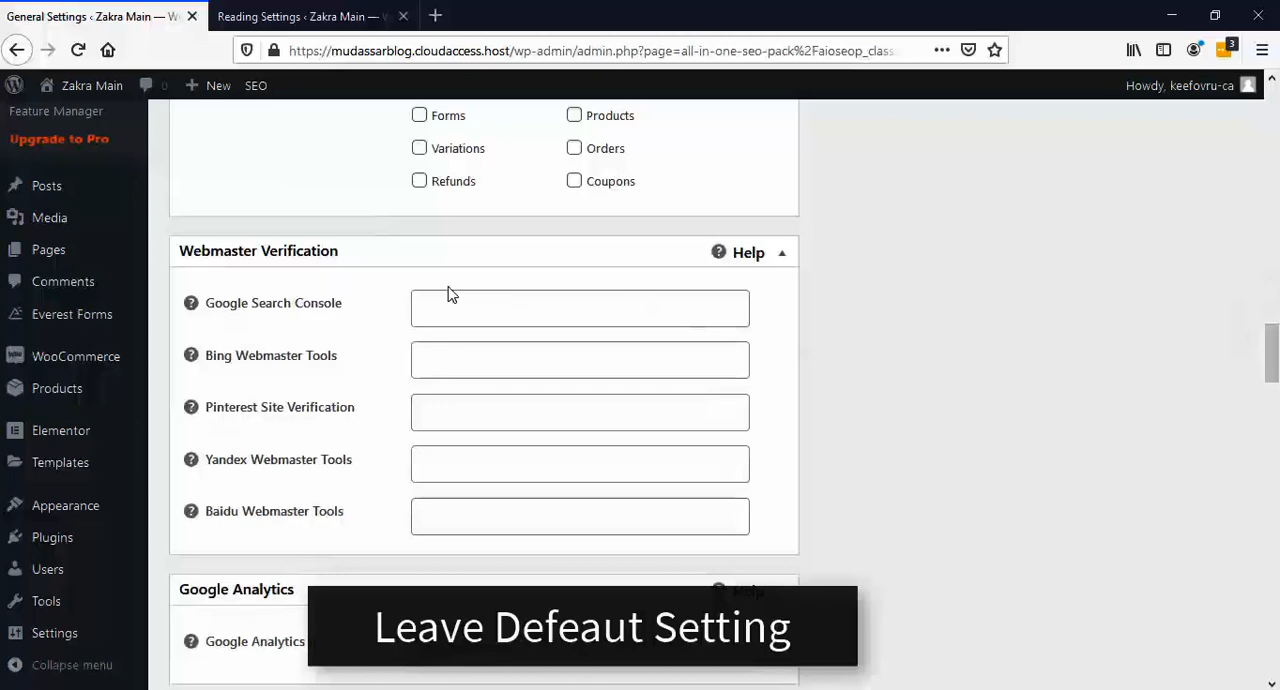 General Settings ‹ Zakra Main — W
Reading Settings ‹ Zakra Main —
https://mudassarblog.cloudaccess.host/wp-admin/admin.php?page=all-in-one-seo-pack%2Faioseop_class
3
Zakra Main
0
New
SEO
Howdy, keefovru-ca
Feature Manager
Upgrade to Pro
Posts
Media
Pages
Comments
Everest Forms
WooCommerce
Products
Elementor
Templates
Appearance
Plugins
Users
Tools
Settings
Collapse menu
Forms
Products
Variations
Orders
Refunds
Coupons
Webmaster Verification
Help
Google Search Console
Bing Webmaster Tools
Pinterest Site Verification
Yandex Webmaster Tools
Baidu Webmaster Tools
Google Analytics
Help
Google Analytics
Leave Defeaut Setting